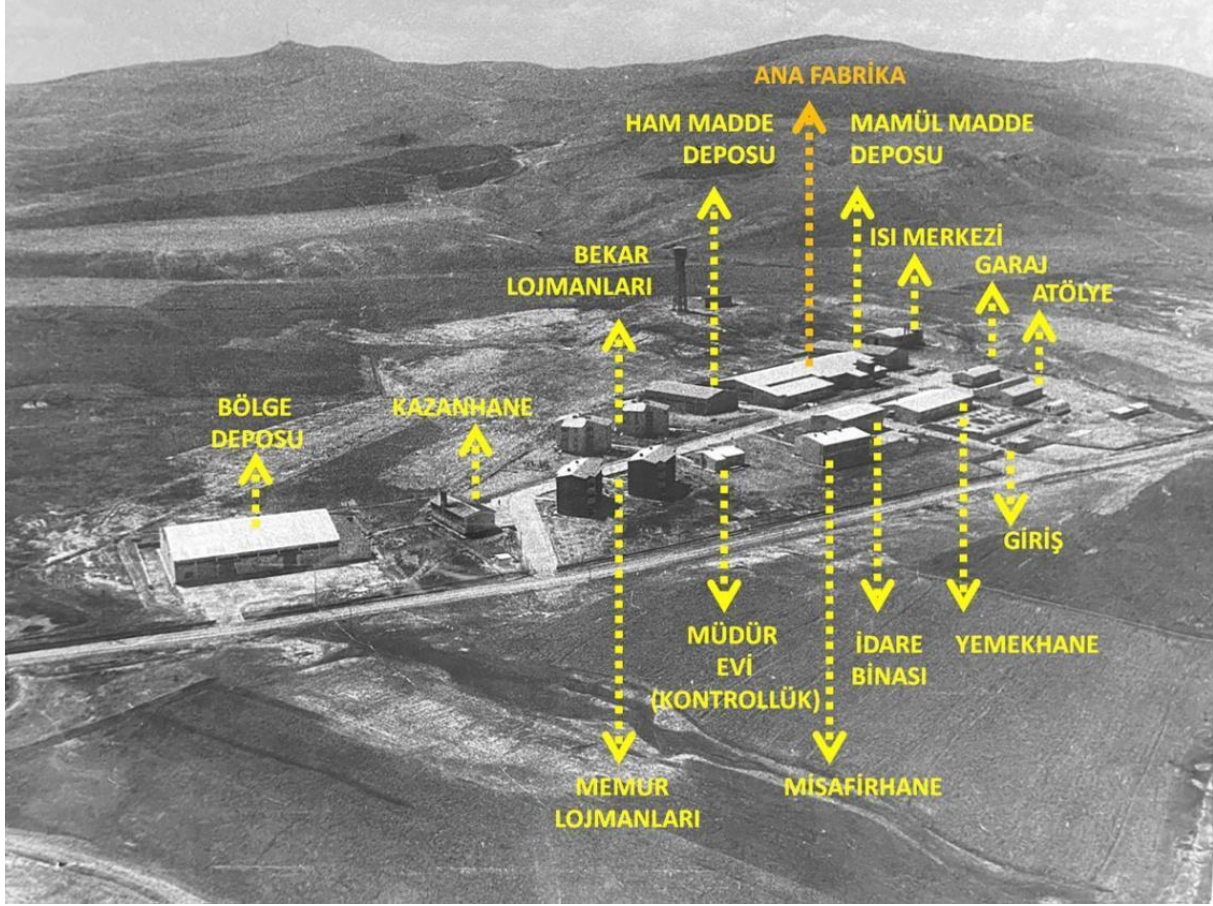 ANA FABRİKA
HAM MADDE
DEPOSU
MAMÜL MADDE
DEPOSU
ISI MERKEZİ
GARAJ
ATÖLYE
BEKAR
LOJMANLARI
BÖLGE
DEPOSU
KAZANHANE
GİRİŞ
MÜDÜR
EVİ
(KONTROLLÜK)
İDARE
BİNASI
YEMEKHANE
MEMUR
LOJMANLARI
MİSAFİRHANE